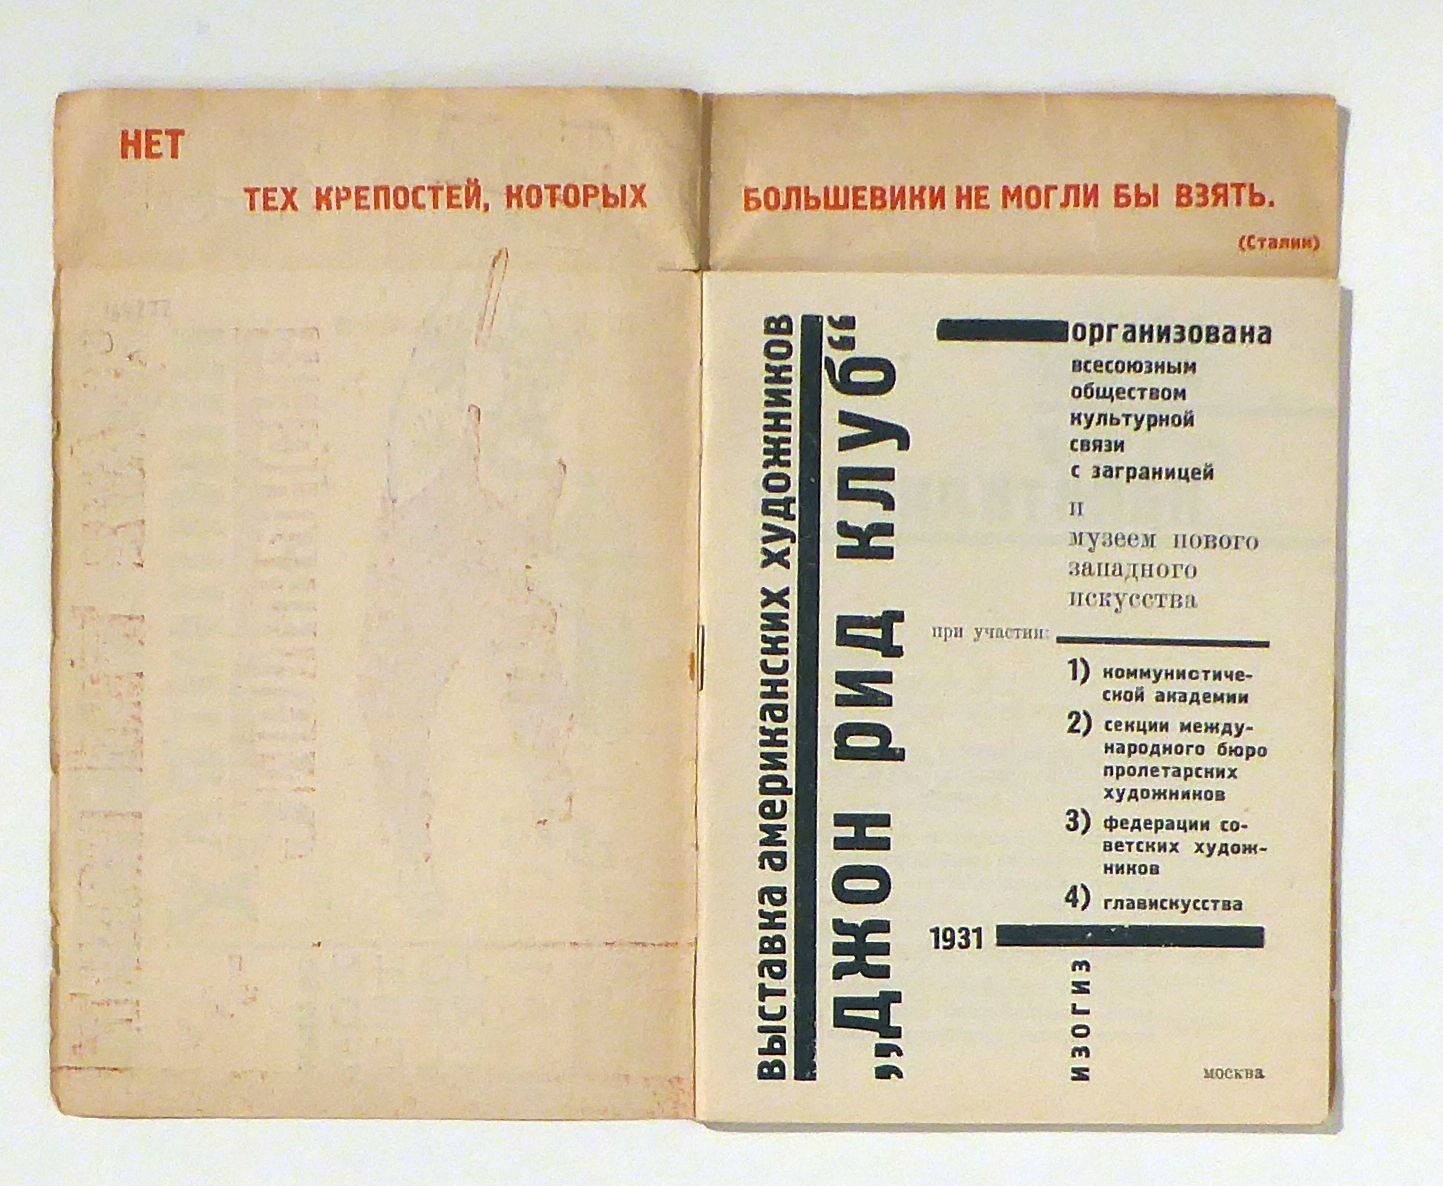 НЕТ
ТЕХ КРЕПОСТЕЙ, КОТОРЫХ БОЛЬШЕВИКИ НЕ МОГЛИ БЫ ВЗЯТЬ.
(Сталин)
выставка американских художников
„джон рид клуб“
организована
всесоюзным
обществом
культурной
связи
с заграницей
и
музеем нового
западного
искусства
при участии:
1) коммунистиче-
ской академии
2) секции между-
народного бюро
пролетарских
художников
3) федерации со-
ветских худож-
ников
4) главискусства
1931
изогиз
москва